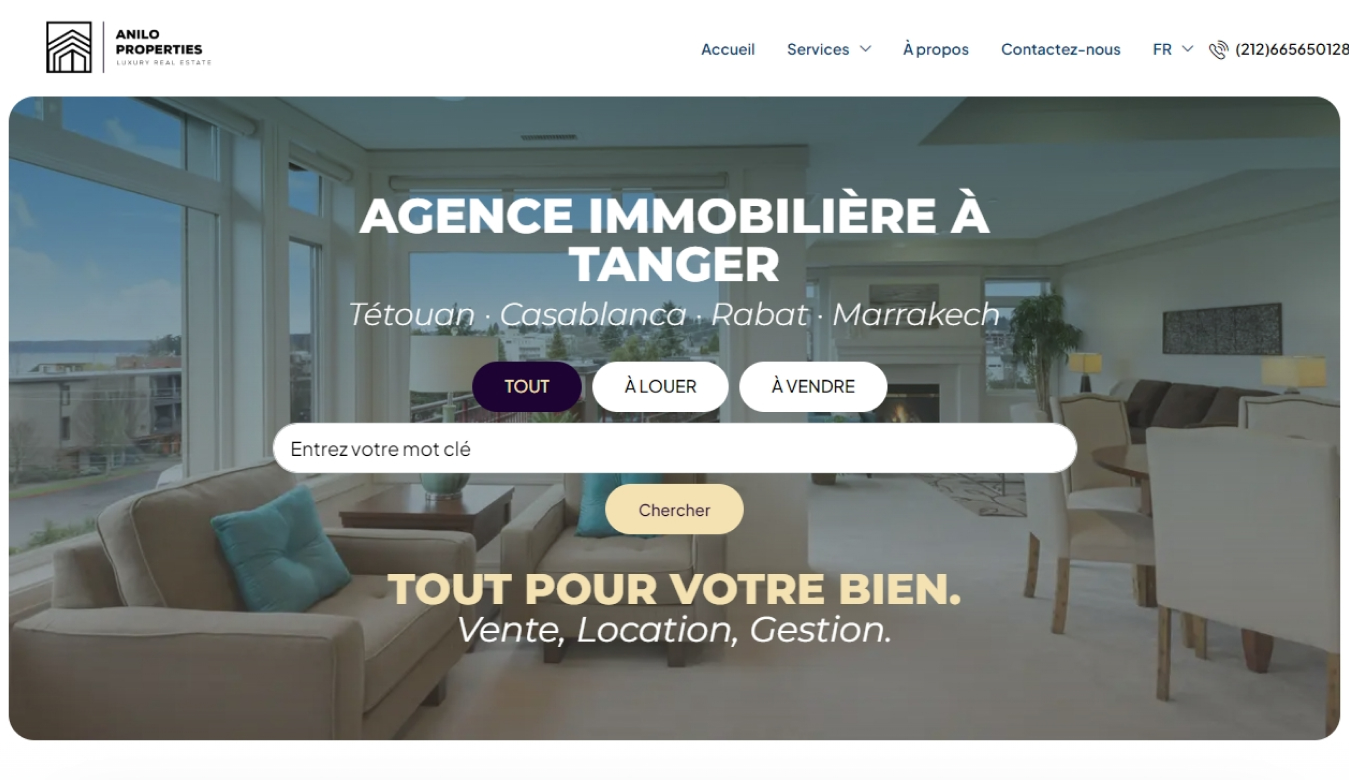 ANILO
PROPERTIES
LUXURY REAL ESTATE
Accueil
Services
À propos
Contactez-nous
FR
(212)665650128
AGENCE IMMOBILIÈRE À
TANGER
Tétouan · Casablanca · Rabat · Marrakech
TOUT
À LOUER
À VENDRE
Entrez votre mot clé
Chercher
TOUT POUR VOTRE BIEN.
Vente, Location, Gestion.